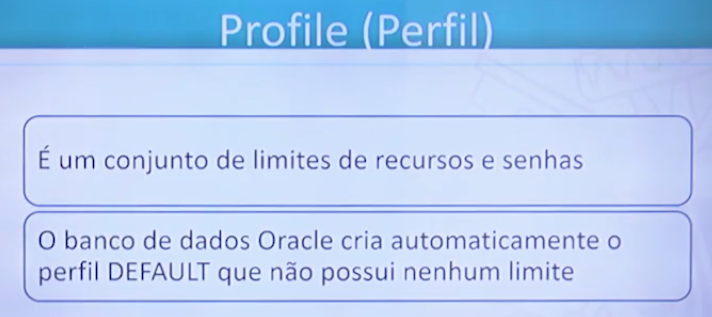 Profile (Perfil)
É um conjunto de limites de recursos e senhas
O banco de dados Oracle cria automaticamente o
perfil DEFAULT que não possui nenhum limite